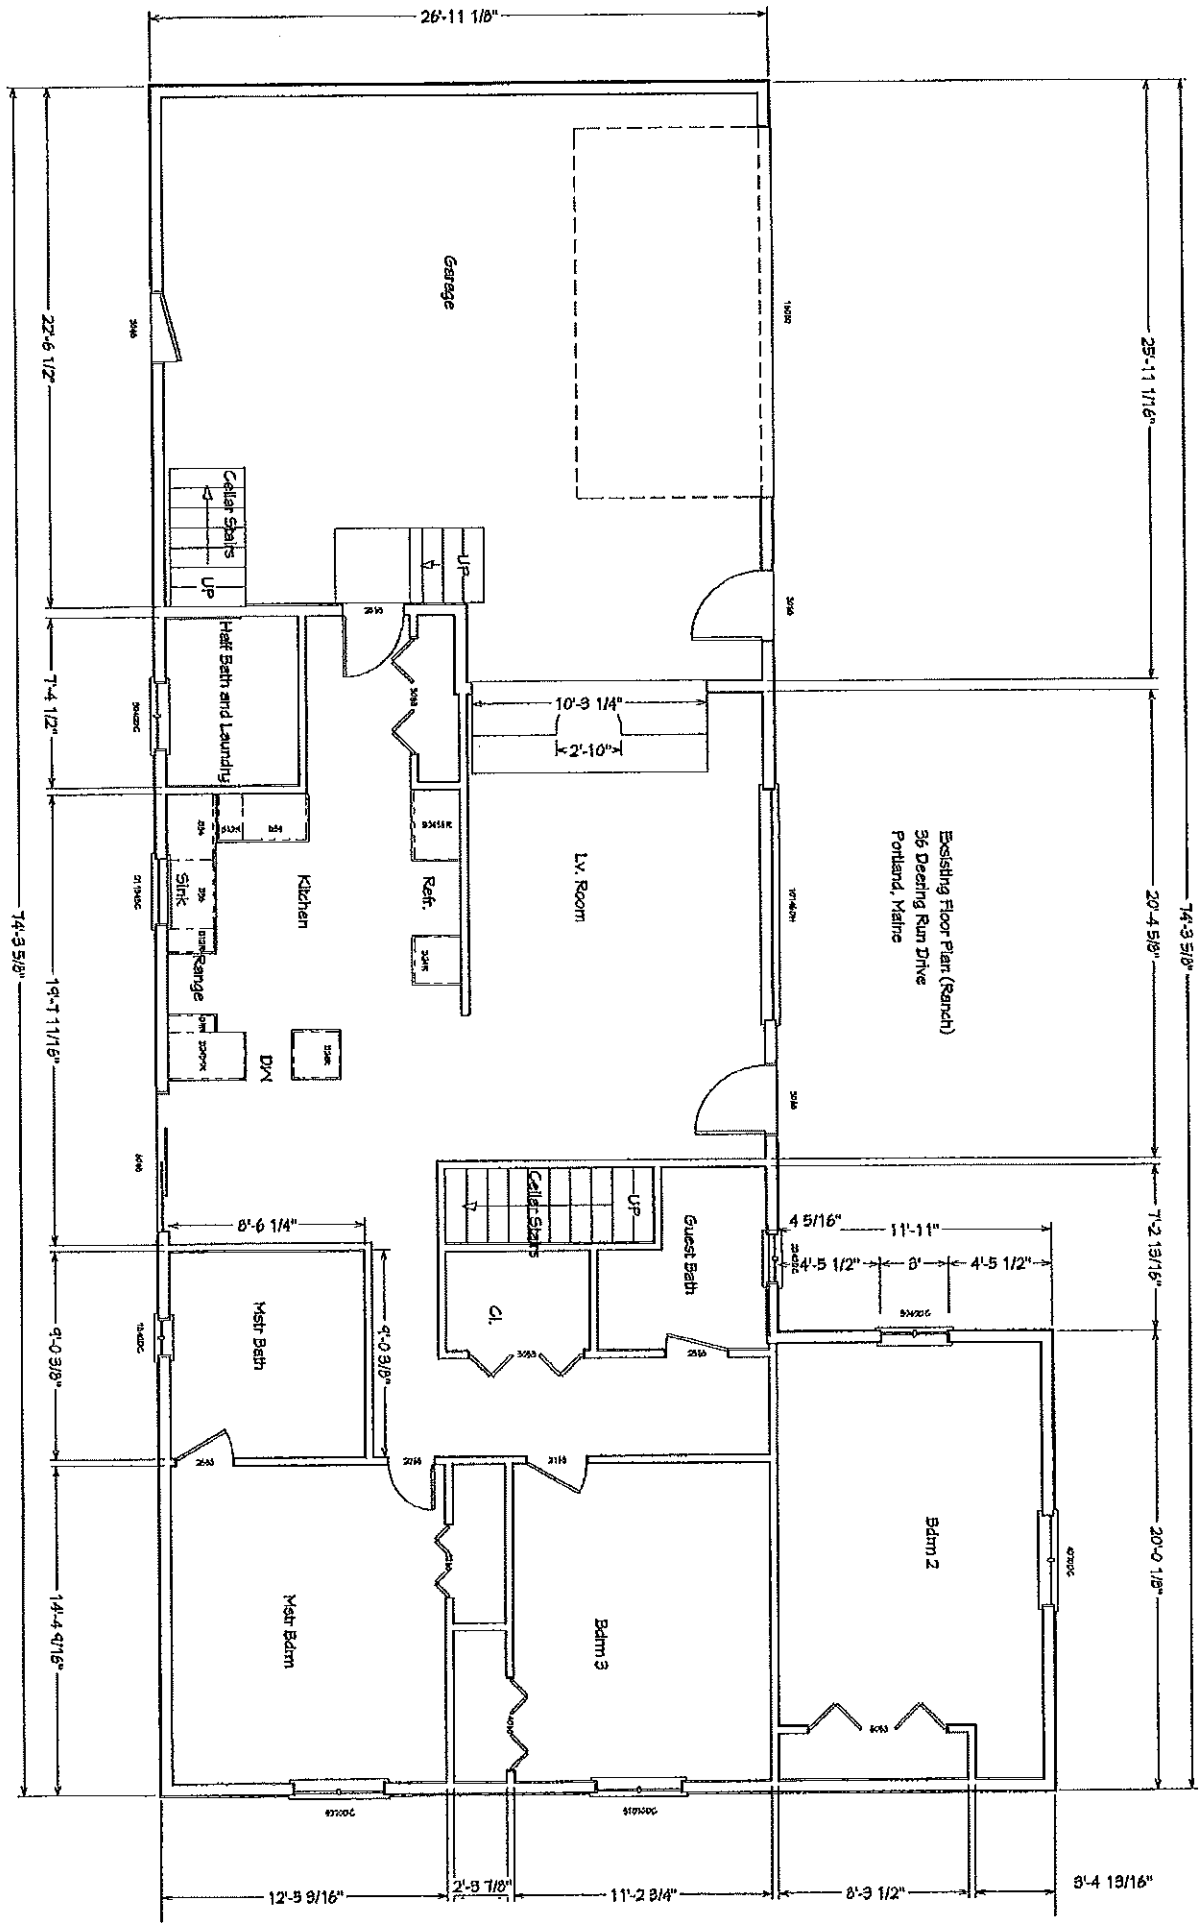 26'-11 1/8"
Garage
22'-6 1/2"
25'-11 1/16"
74'-3 5/8"
74'-3 5/8"
Cellar Stairs
UP
UP
Half Bath and Laundry
7'-4 1/2"
10'-3 1/4"
2'-10"
Lv. Room
Kitchen
Refr.
Sink
Range
DW
Exsisting Floor Plan (Ranch)
36 Deering Run Drive
Portland, Maine
20'-4 5/8"
19'-7 11/16"
Cellar Stairs
UP
Guest Bath
Cl.
8'-6 1/4"
Mstr Bath
9'-0 3/8"
9'-0 3/8"
4 5/16"
11'-11"
4'-5 1/2"
3'
4'-5 1/2"
7'-2 13/16"
Bdrm 2
20'-0 1/8"
Bdrm 3
Mstr Bdrm
14'-4 9/16"
12'-5 9/16"
2'-5 7/8"
11'-2 3/4"
8'-3 1/2"
3'-4 13/16"